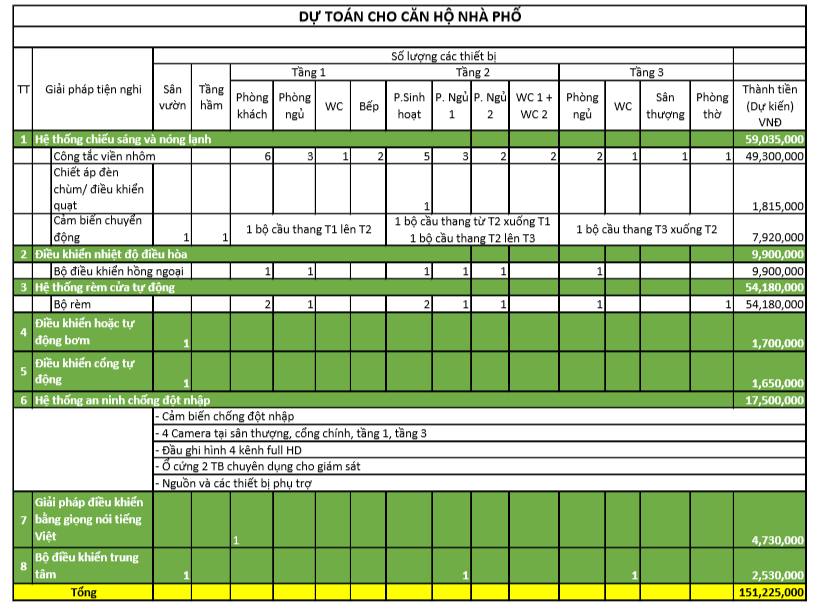 DỰ TOÁN CHO CĂN HỘ NHÀ PHỐ
TT
Giải pháp tiện nghi
Số lượng các thiết bị
Thành tiền
(Dự kiến)
VNĐ
Sân
vườn
Tầng
hầm
Tầng 1
Tầng 2
Tầng 3
Phòng
khách
Phòng
ngủ
WC
Bếp
P.Sinh
hoạt
P. Ngủ
1
P. Ngủ
2
WC 1 +
WC 2
Phòng
ngủ
WC
Sân
thượng
Phòng
thờ
1 Hệ thống chiếu sáng và nóng lạnh 59,035,000
Công tắc viền nhôm 6 3 1 2 5 3 2 2 2 1 1 1 49,300,000
Chiết áp đèn
chùm/ điều khiển
quạt 1 1,815,000
Cảm biến chuyển
động 1 1 1 bộ cầu thang T1 lên T2
1 bộ cầu thang từ T2 xuống T1
1 bộ cầu thang T2 lên T3
1 bộ cầu thang T3 xuống T2 7,920,000
2 Điều khiển nhiệt độ điều hòa 9,900,000
Bộ điều khiển hồng ngoại 1 1 1 1 1 1 9,900,000
3 Hệ thống rèm cửa tự động 54,180,000
Bộ rèm 2 1 2 1 1 1 1 54,180,000
4 Điều khiển hoặc tự
động bơm 1 1,700,000
5 Điều khiển cổng tự
động 1 1,650,000
6 Hệ thống an ninh chống đột nhập 17,500,000
- Cảm biến chống đột nhập
- 4 Camera tại sân thượng, cổng chính, tầng 1, tầng 3
- Đầu ghi hình 4 kênh full HD
- Ổ cứng 2 TB chuyên dụng cho giám sát
- Nguồn và các thiết bị phụ trợ
7 Giải pháp điều khiển
bằng giọng nói tiếng
Việt 1 4,730,000
8 Bộ điều khiển trung
tâm 1 1 1 2,530,000
Tổng 151,225,000